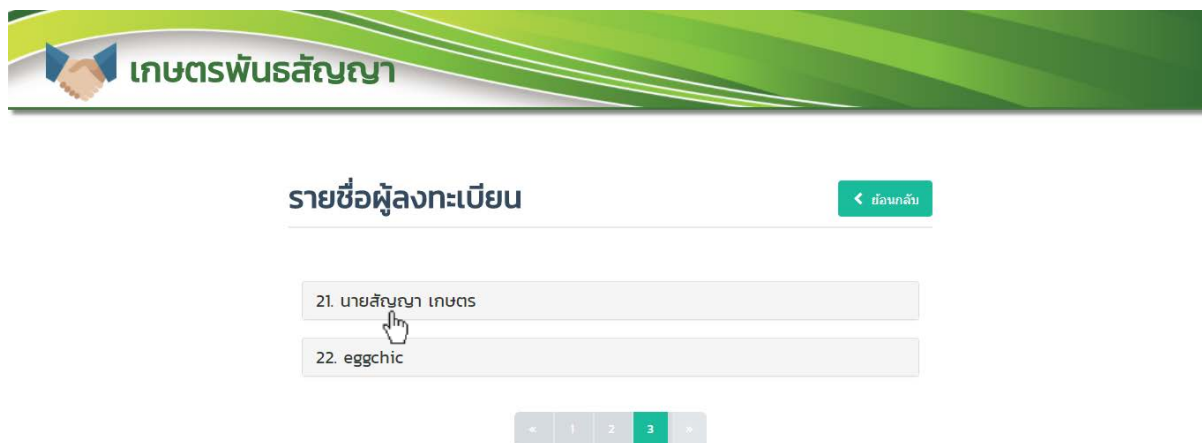 เกษตรพันธสัญญา
รายชื่อผู้ลงทะเบียน
ย้อนกลับ
21. นายสัญญา เกษตร
22. eggchic
« 1 2 3 »